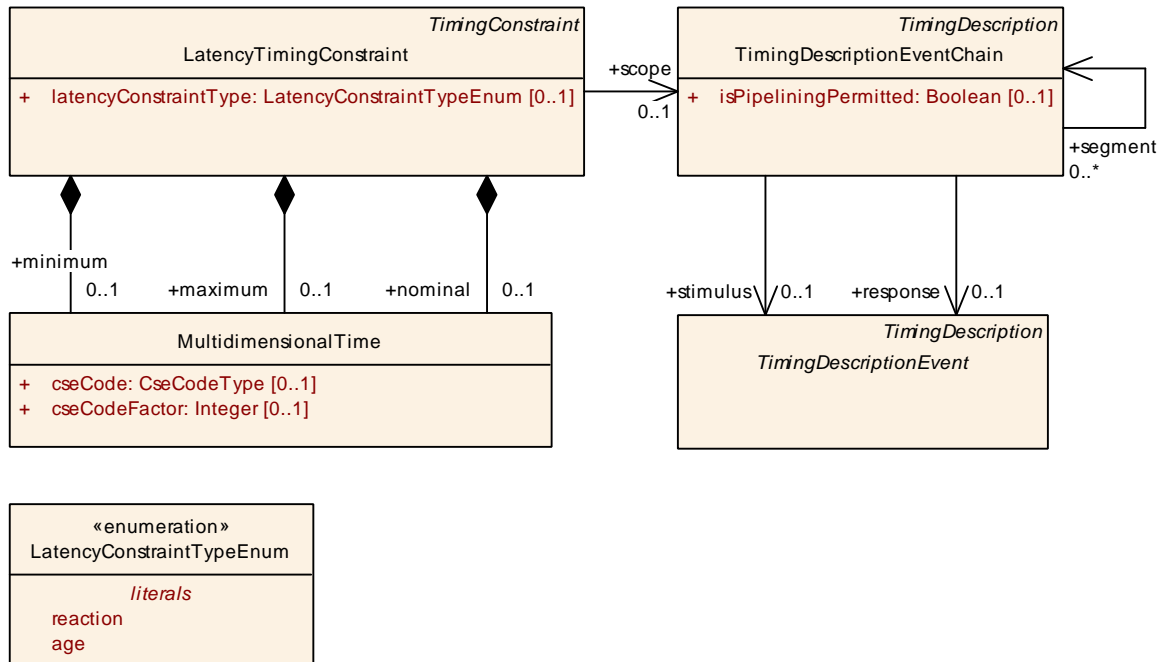 TimingConstraint
LatencyTimingConstraint
+ latencyConstraintType: LatencyConstraintTypeEnum [0..1]
+scope
0..1
TimingDescription
TimingDescriptionEventChain
+ isPipeliningPermitted: Boolean [0..1]
+segment
0..*
+minimum
0..1
+maximum
0..1
+nominal
0..1
+stimulus
0..1
+response
0..1
MultidimensionalTime
+ cseCode: CseCodeType [0..1]
+ cseCodeFactor: Integer [0..1]
TimingDescription
TimingDescriptionEvent
«enumeration»
LatencyConstraintTypeEnum
literals
reaction
age